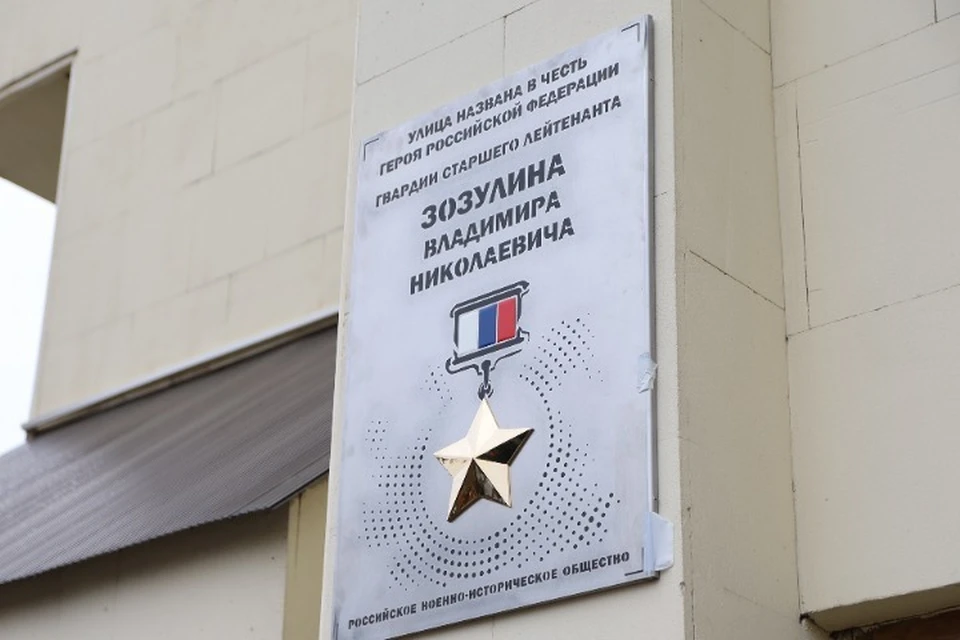 УЛИЦА НАЗВАНА В ЧЕСТЬ
ГЕРОЯ РОССИЙСКОЙ ФЕДЕРАЦИИ
ГВАРДИИ СТАРШЕГО ЛЕЙТЕНАНТА
ЗОЗУЛИНА
ВЛАДИМИРА
НИКОЛАЕВИЧА
РОССИЙСКОЕ ВОЕННО-ИСТОРИЧЕСКОЕ ОБЩЕСТВО